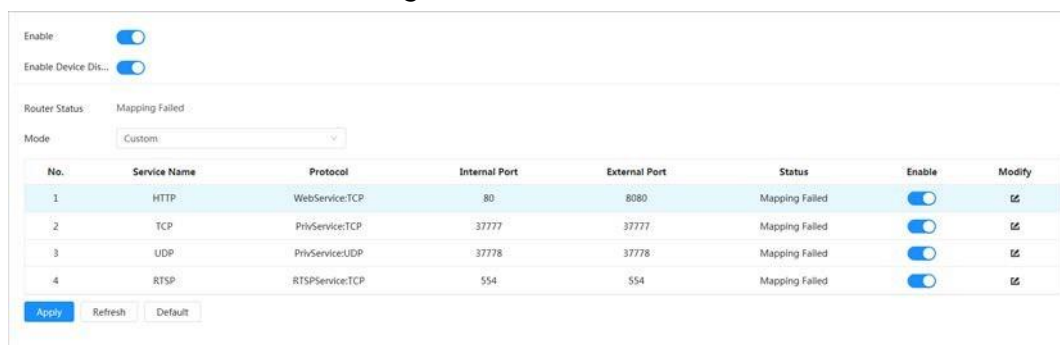 Enable
Enable Device Dis...
Router Status Mapping Failed
Mode Custom
No. Service Name Protocol Internal Port External Port Status Enable Modify
1 HTTP WebService:TCP 80 8080 Mapping Failed
2 TCP PrivService:TCP 37777 37777 Mapping Failed
3 UDP PrivService:UDP 37778 37778 Mapping Failed
4 RTSP RTSPService:TCP 554 554 Mapping Failed
Apply Refresh Default